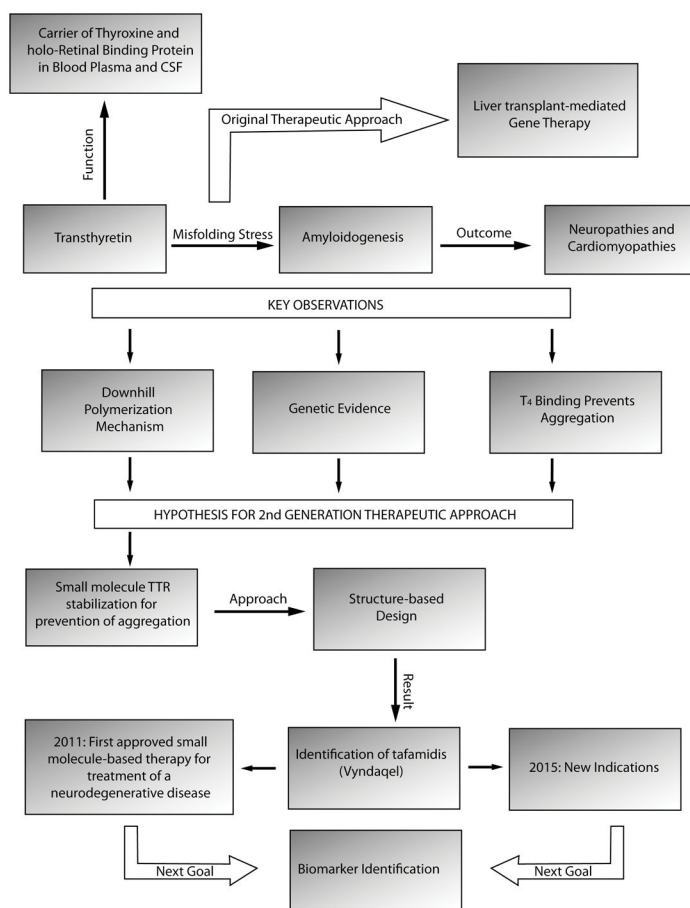 Carrier of Thyroxine and
holo-Retinal Binding Protein
in Blood Plasma and CSF
Original Therapeutic Approach
Liver transplant-mediated
Gene Therapy
Function
Transthyretin
Misfolding Stress
Amyloidogenesis
Outcome
Neuropathies and
Cardiomyopathies
KEY OBSERVATIONS
Downhill
Polymerization
Mechanism
Genetic Evidence
T₄ Binding Prevents
Aggregation
HYPOTHESIS FOR 2nd GENERATION THERAPEUTIC APPROACH
Small molecule TTR
stabilization for
prevention of aggregation
Approach
Structure-based
Design
Result
2011: First approved small
molecule-based therapy for
treatment of a
neurodegenerative disease
Identification of tafamidis
(Vyndaqel)
2015: New Indications
Next Goal
Biomarker Identification
Next Goal